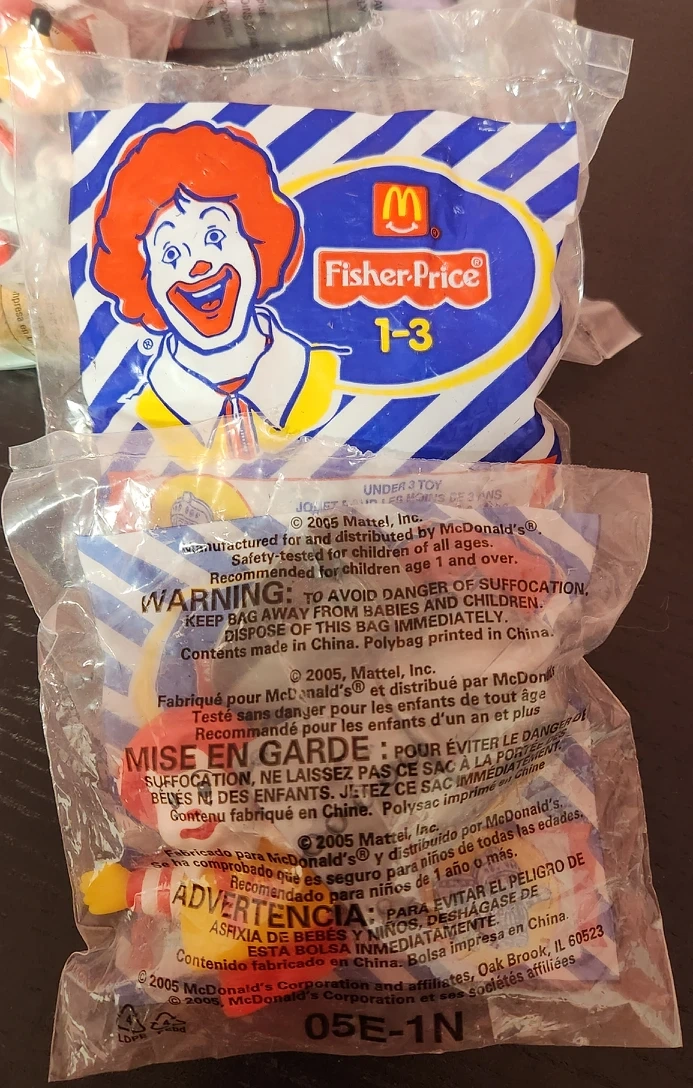 M®
Fisher-Price®
1-3
®
UNDER 3 TOY
© 2005 Mattel, Inc.
Manufactured for and distributed by McDonald's®.
Safety-tested for children of all ages.
Recommended for children age 1 and over.
WARNING: TO AVOID DANGER OF SUFFOCATION,
KEEP BAG AWAY FROM BABIES AND CHILDREN.
DISPOSE OF THIS BAG IMMEDIATELY.
Contents made in China. Polybag printed in China.
© 2005, Mattel, Inc.
Fabriqué pour McDonald's® et distribué par McDonald
Testé sans danger pour les enfants de tout âge
Recommandé pour les enfants d'un an et plus
MISE EN GARDE : POUR ÉVITER LE DANGER DE
SUFFOCATION, NE LAISSEZ PAS CE SAC À LA PORTÉE DES
BÉBÉS NI DES ENFANTS. JETEZ CE SAC IMMÉDIATEMENT.
Contenu fabriqué en Chine. Polysac imprimé en Chine
© 2005 Mattel, Inc.
Fabricado para McDonald's® y distribuido por McDonald's.
Se ha comprobado que es seguro para niños de todas las edades.
Recomendado para niños de 1 año o más.
ADVERTENCIA: PARA EVITAR EL PELIGRO DE
ASFIXIA DE BEBÉS Y NIÑOS, DESHÁGASE DE
ESTA BOLSA INMEDIATAMENTE.
Contenido fabricado en China. Bolsa impresa en China.
© 2005 McDonald's Corporation and affiliates, Oak Brook, IL 60523
© 2005, McDonald's Corporation et ses sociétés affiliées
4
LDPE
05E-1N